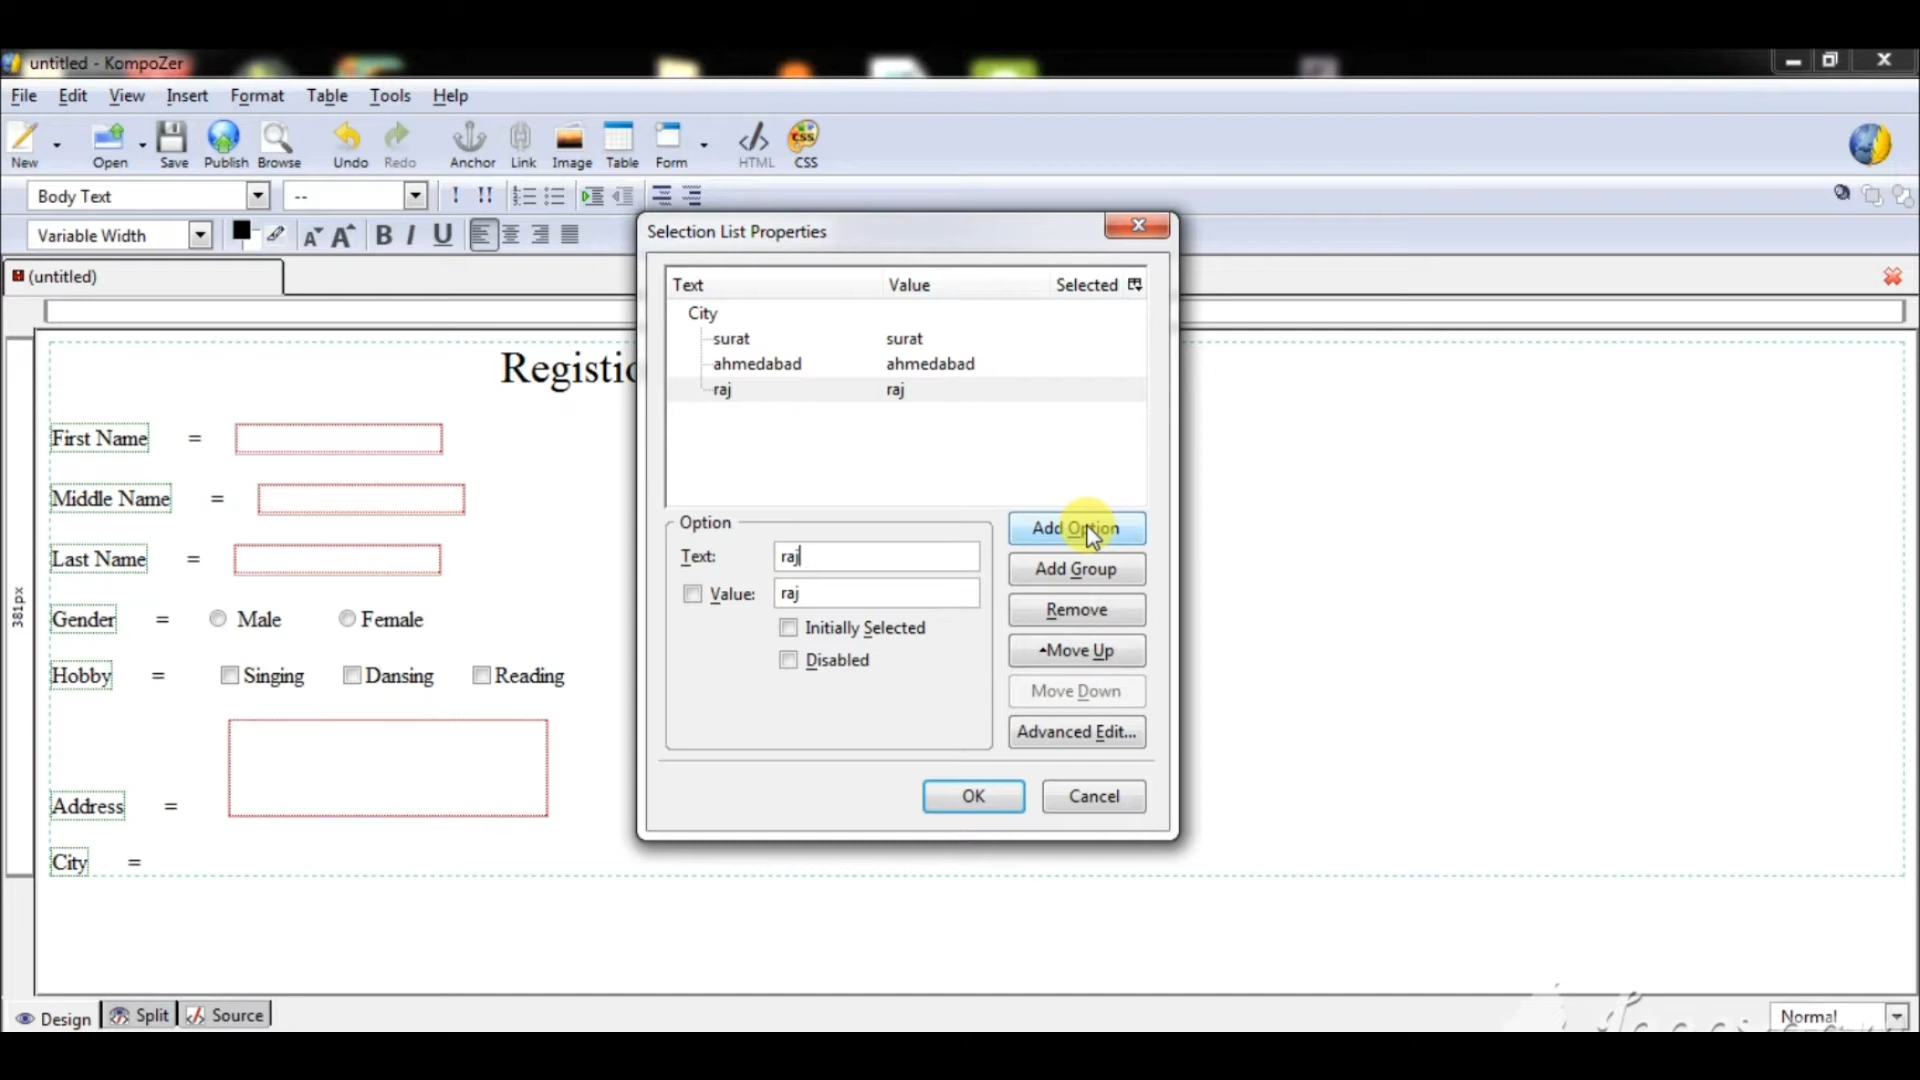 untitled - KompoZer
File Edit View Insert Format Table Tools Help
New Open Save Publish Browse Undo Redo Anchor Link Image Table Form HTML CSS
Body Text --
Variable Width B I U
(untitled)
Selection List Properties
Text Value Selected
City
surat surat
ahmedabad ahmedabad
raj raj
Option
Text: raj
Value: raj
Initially Selected
Disabled
Add Option
Add Group
Remove
Move Up
Move Down
Advanced Edit...
OK Cancel
First Name =
Middle Name =
Last Name =
Gender = Male Female
Hobby = Singing Dansing Reading
Address =
City =
381px
Design Split Source
Normal